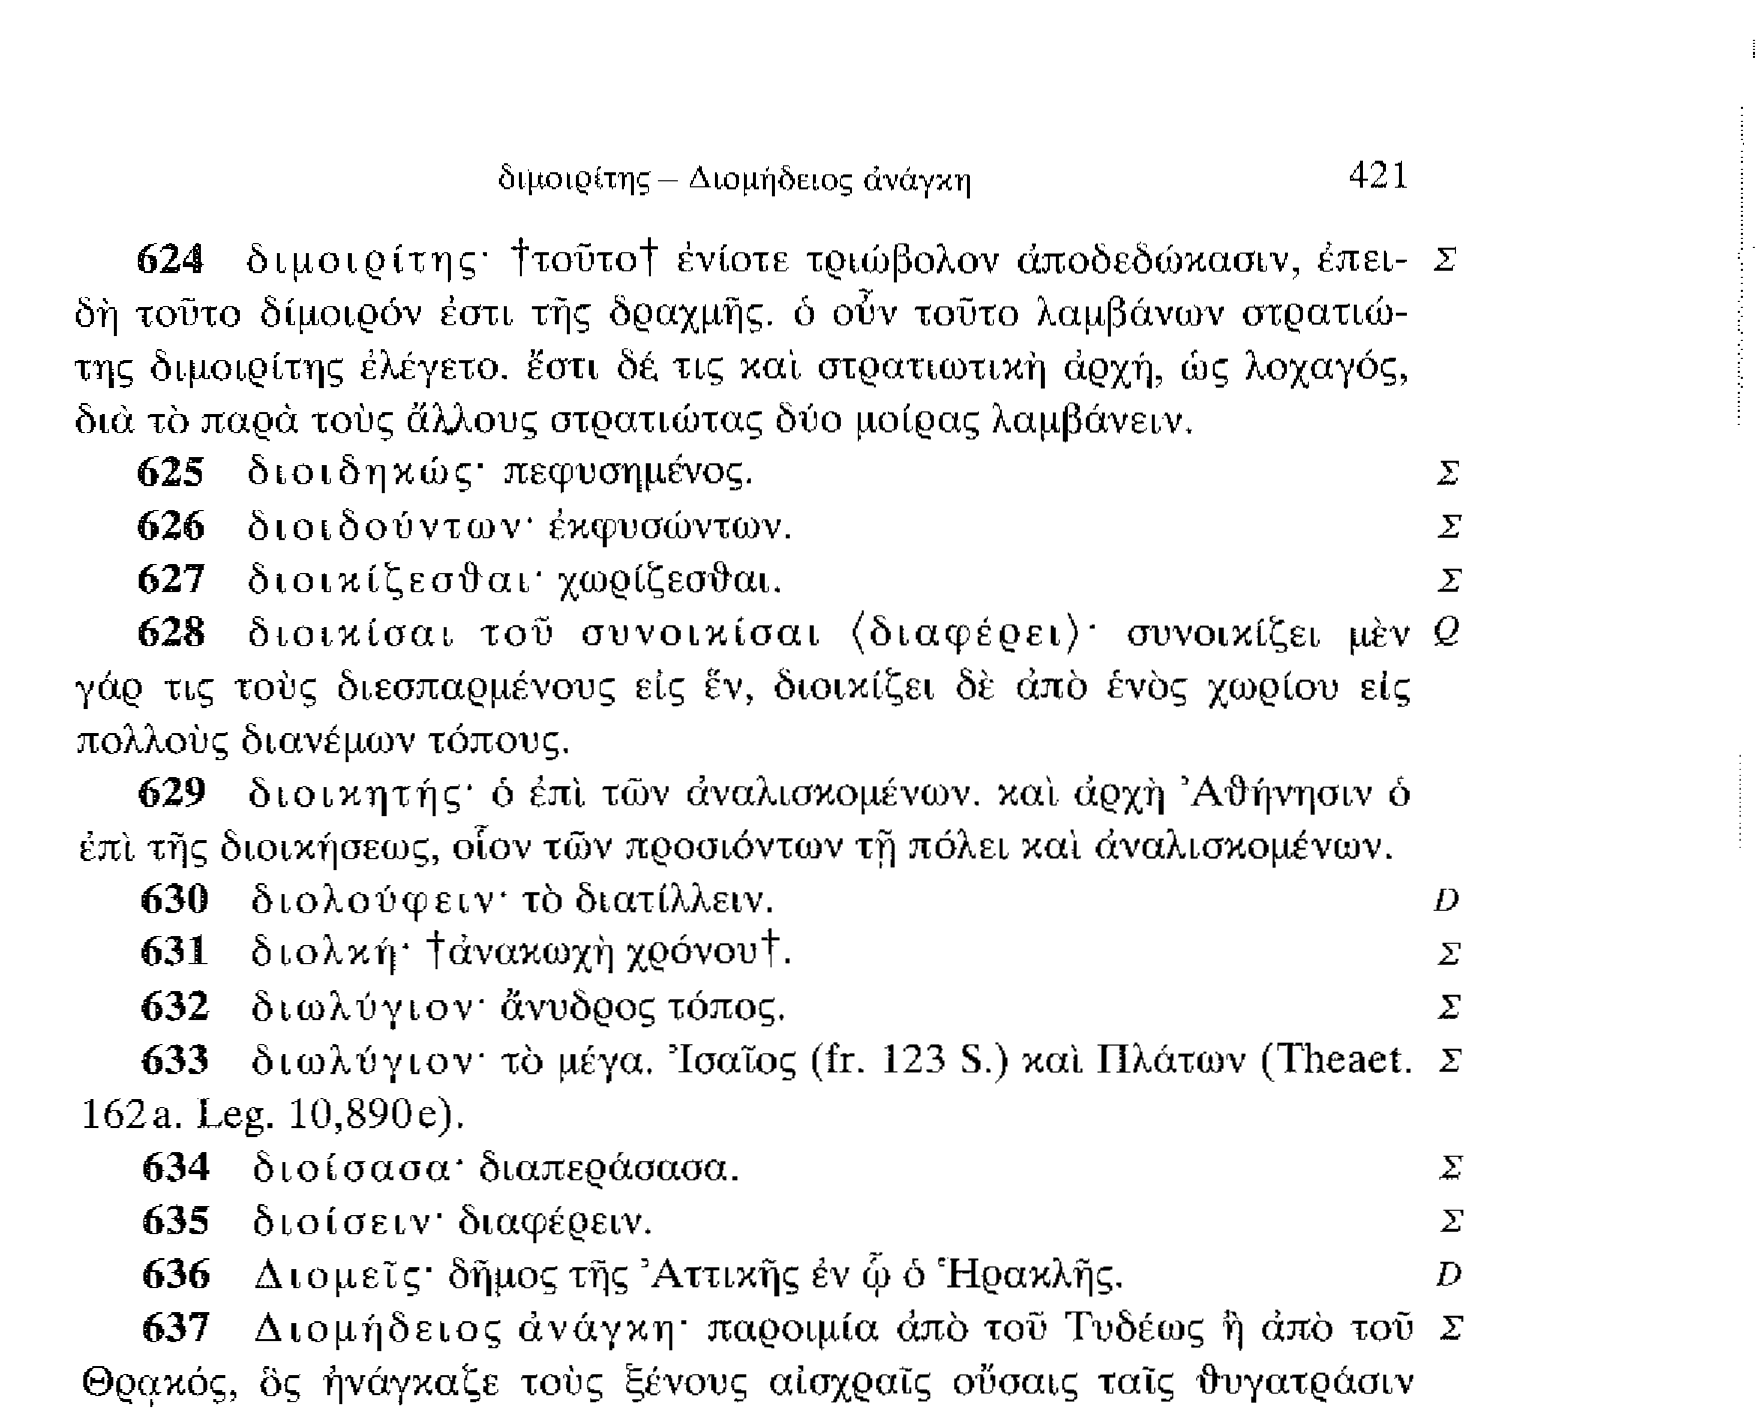 διμοιρίτης – Διομήδειος ἀνάγκη 421
624 διμοιρίτης· †τοῦτο† ἐνίοτε τριώβολον ἀποδεδώκασιν, ἐπει- Σ
δὴ τοῦτο δίμοιρόν ἐστι τῆς δραχμῆς. ὁ οὖν τοῦτο λαμβάνων στρατιώ-
της διμοιρίτης ἐλέγετο. ἔστι δέ τις καὶ στρατιωτικὴ ἀρχή, ὡς λοχαγός,
διὰ τὸ παρὰ τοὺς ἄλλους στρατιώτας δύο μοίρας λαμβάνειν.
625 διοιδηκώς· πεφυσημένος. Σ
626 διοιδούντων· ἐκφυσώντων. Σ
627 διοικίζεσθαι· χωρίζεσθαι. Σ
628 διοικίσαι τοῦ συνοικίσαι ⟨διαφέρει⟩· συνοικίζει μὲν Q
γάρ τις τοὺς διεσπαρμένους εἰς ἕν, διοικίζει δὲ ἀπὸ ἑνὸς χωρίου εἰς
πολλοὺς διανέμων τόπους.
629 διοικητής· ὁ ἐπὶ τῶν ἀναλισκομένων. καὶ ἀρχὴ Ἀθήνησιν ὁ
ἐπὶ τῆς διοικήσεως, οἷον τῶν προσιόντων τῇ πόλει καὶ ἀναλισκομένων.
630 διολούφειν· τὸ διατίλλειν. D
631 διολκή· †ἀνακωχὴ χρόνου†. Σ
632 διωλύγιον· ἄνυδρος τόπος. Σ
633 διωλύγιον· τὸ μέγα. Ἰσαῖος (fr. 123 S.) καὶ Πλάτων (Theaet. Σ
162 a. Leg. 10,890 e).
634 διοίσασα· διαπεράσασα. Σ
635 διοίσειν· διαφέρειν. Σ
636 Διομεῖς· δῆμος τῆς Ἀττικῆς ἐν ᾧ ὁ Ἡρακλῆς. D
637 Διομήδειος ἀνάγκη· παροιμία ἀπὸ τοῦ Τυδέως ἢ ἀπὸ τοῦ Σ
Θρᾳκός, ὃς ἠνάγκαζε τοὺς ξένους αἰσχραῖς οὔσαις ταῖς θυγατράσιν